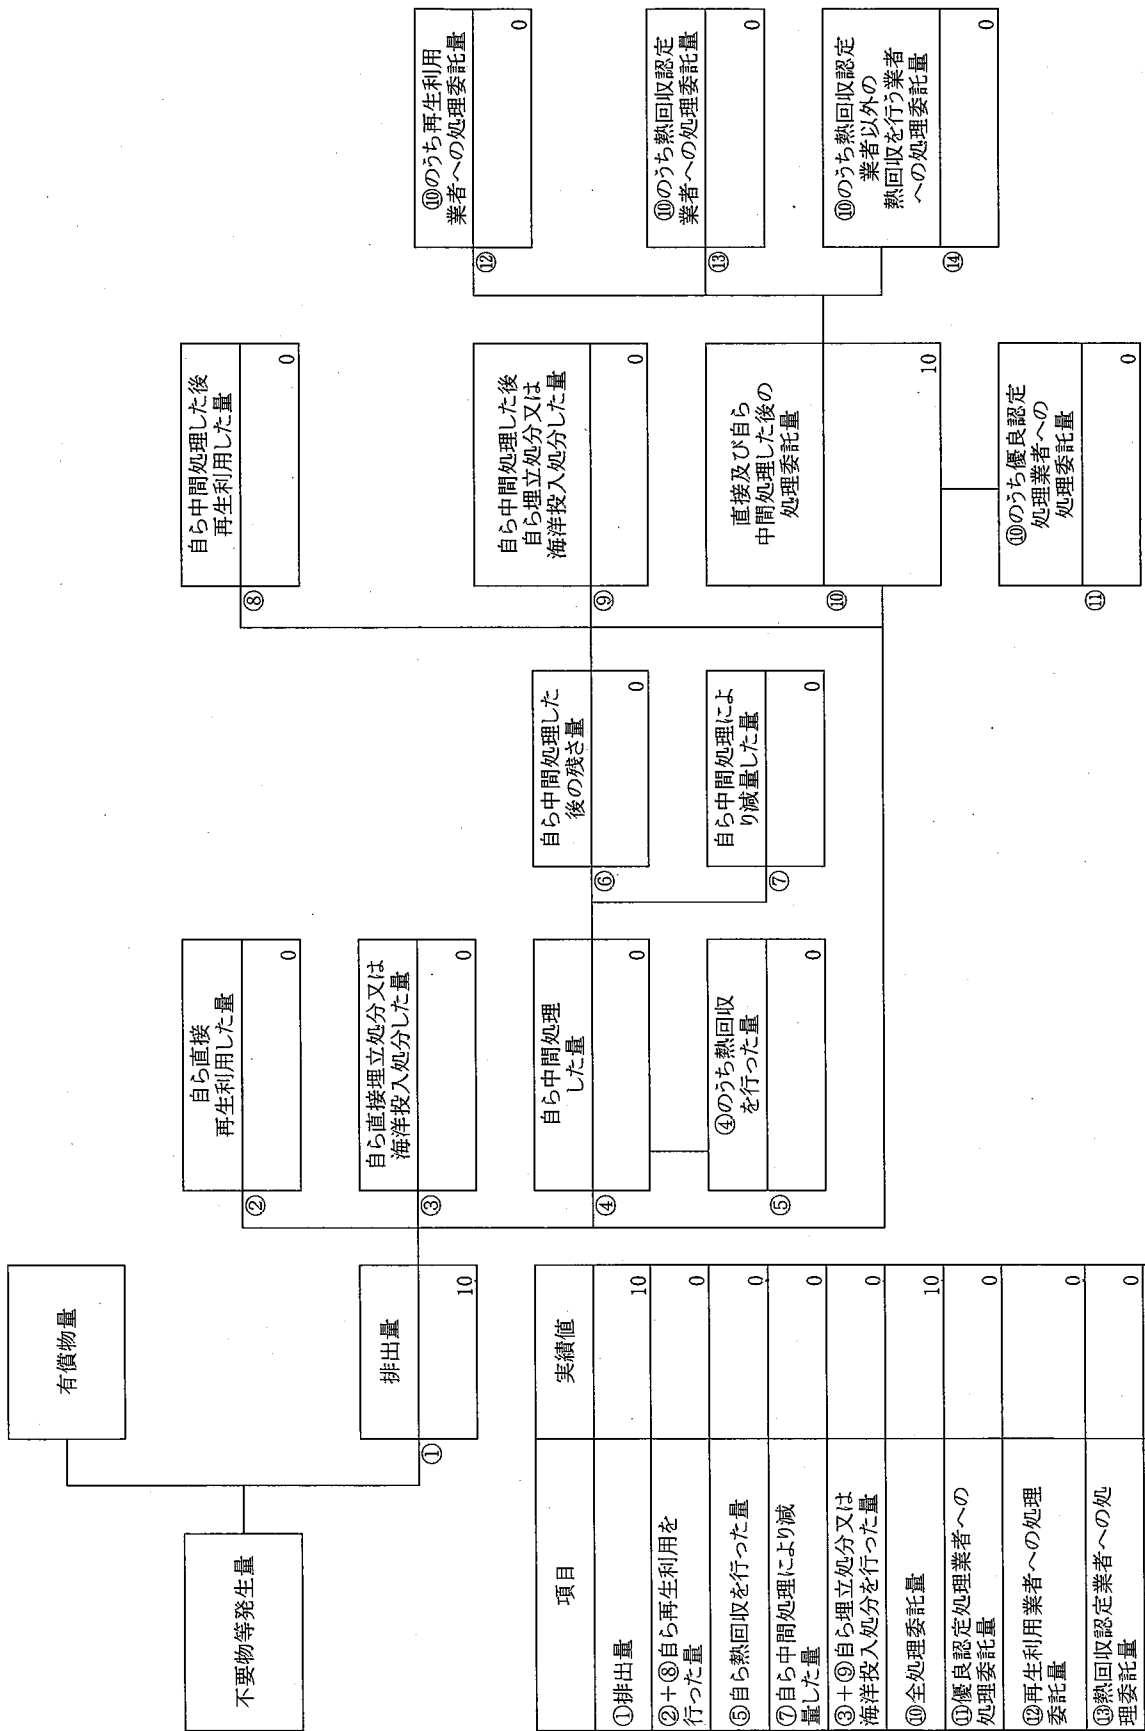 不要物等発生量
有償物量
排出量
①
10
②
自ら直接
再生利用した量
0
③
自ら直接埋立処分又は
海洋投入処分した量
0
④
自ら中間処理
した量
0
⑤
④のうち熱回収
を行った量
0
⑥
自ら中間処理した
後の残さ量
0
⑦
自ら中間処理によ
り減量した量
0
⑧
自ら中間処理した後
再生利用した量
0
⑨
自ら中間処理した後
自ら埋立処分又は
海洋投入処分した量
0
⑩
直接及び自ら
中間処理した後の
処理委託量
10
⑪
⑩のうち優良認定
処理業者への
処理委託量
0
⑫
⑩のうち再生利用
業者への処理委託量
0
⑬
⑩のうち熱回収認定
業者への処理委託量
0
⑭
⑩のうち熱回収認定
業者以外の
熱回収を行う業者
への処理委託量
0
項目 実績値
①排出量 10
②+⑧自ら再生利用を
行った量 0
⑤自ら熱回収を行った量 0
⑦自ら中間処理により減
量した量 0
③+⑨自ら埋立処分又は
海洋投入処分を行った量 0
⑩全処理委託量 10
⑪優良認定処理業者への
処理委託量 0
⑫再生利用業者への処理
委託量 0
⑬熱回収認定業者への処
理委託量 0